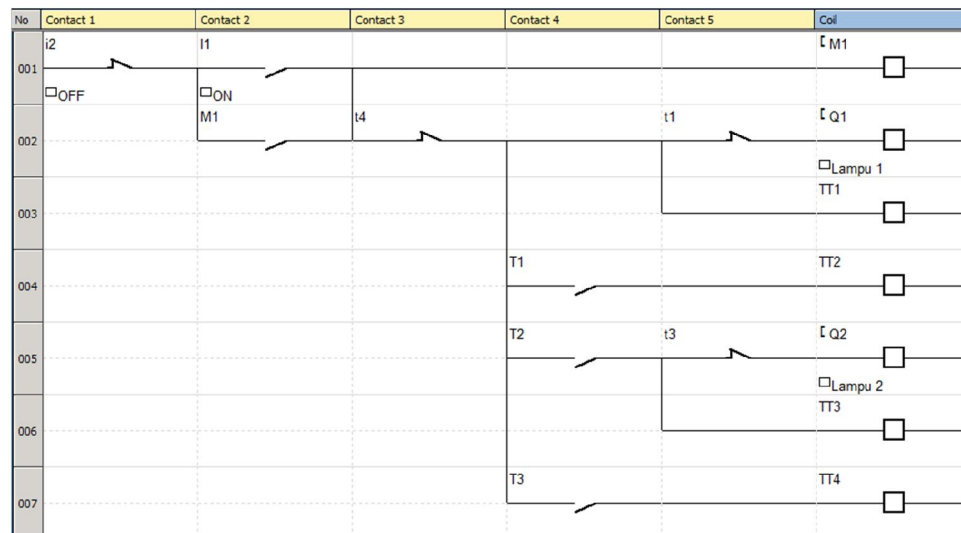 No Contact 1 Contact 2 Contact 3 Contact 4 Contact 5 Coil
i2 I1 [ M1
001
OFF ON
M1 t4 t1 [ Q1
002
Lampu 1
TT1
003
T1 TT2
004
T2 t3 [ Q2
005
Lampu 2
TT3
006
T3 TT4
007